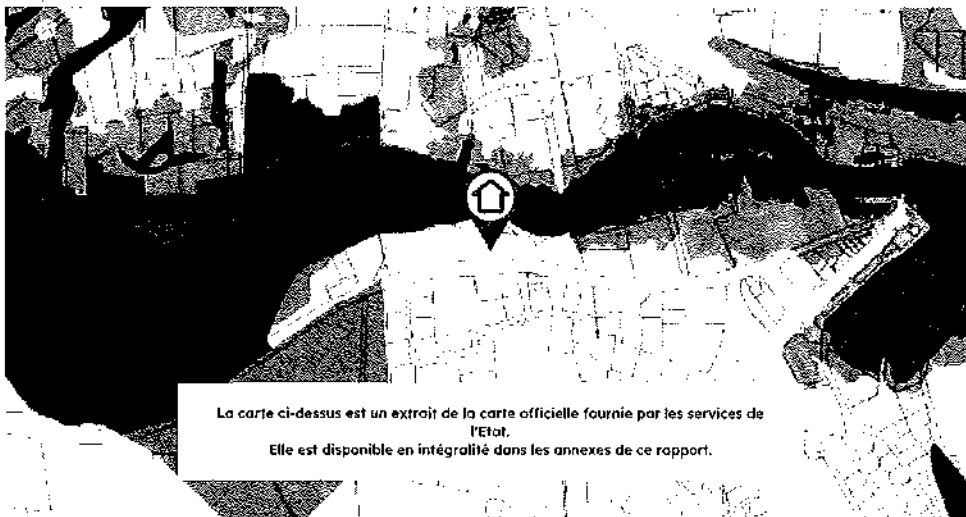 La carte ci-dessus est un extrait de la carte officielle fournie par les services de
l'Etat.
Elle est disponible en intégralité dans les annexes de ce rapport.